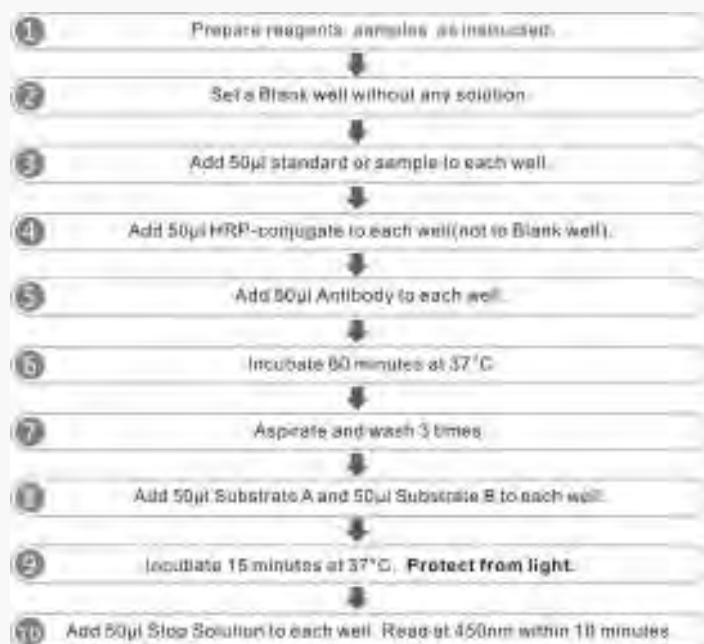 1 Prepare reagents, samples as instructed.
2 Set a Blank well without any solution
3 Add 50μl standard or sample to each well.
4 Add 50μl HRP-conjugate to each well(not to Blank well).
5 Add 50μl Antibody to each well.
6 Incubate 60 minutes at 37°C
7 Aspirate and wash 3 times
8 Add 50μl Substrate A and 50μl Substrate B to each well.
9 Incubate 15 minutes at 37°C. Protect from light.
10 Add 50μl Stop Solution to each well. Read at 450nm within 10 minutes